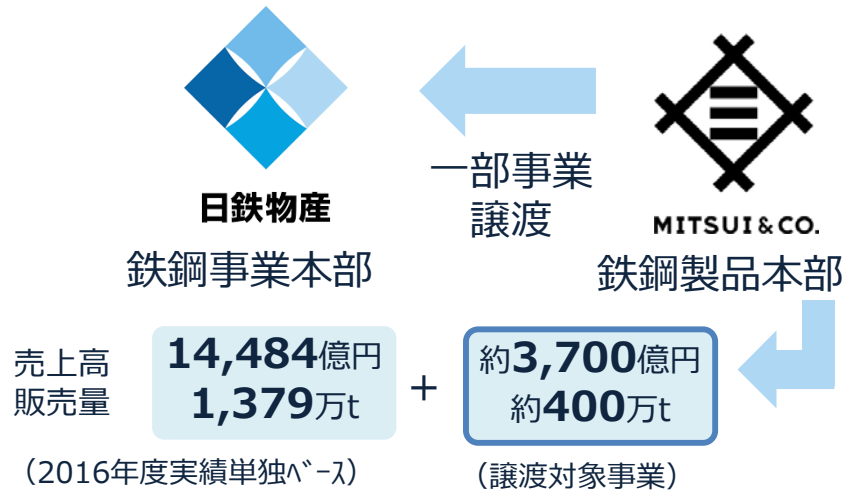 一部事業
譲渡
日鉄物産
MITSUI & CO.
鉄鋼事業本部
鉄鋼製品本部
売上高
販売量
14,484億円
1,379万t
+
約3,700億円
約400万t
（2016年度実績単独ﾍﾞｰｽ）
（譲渡対象事業）